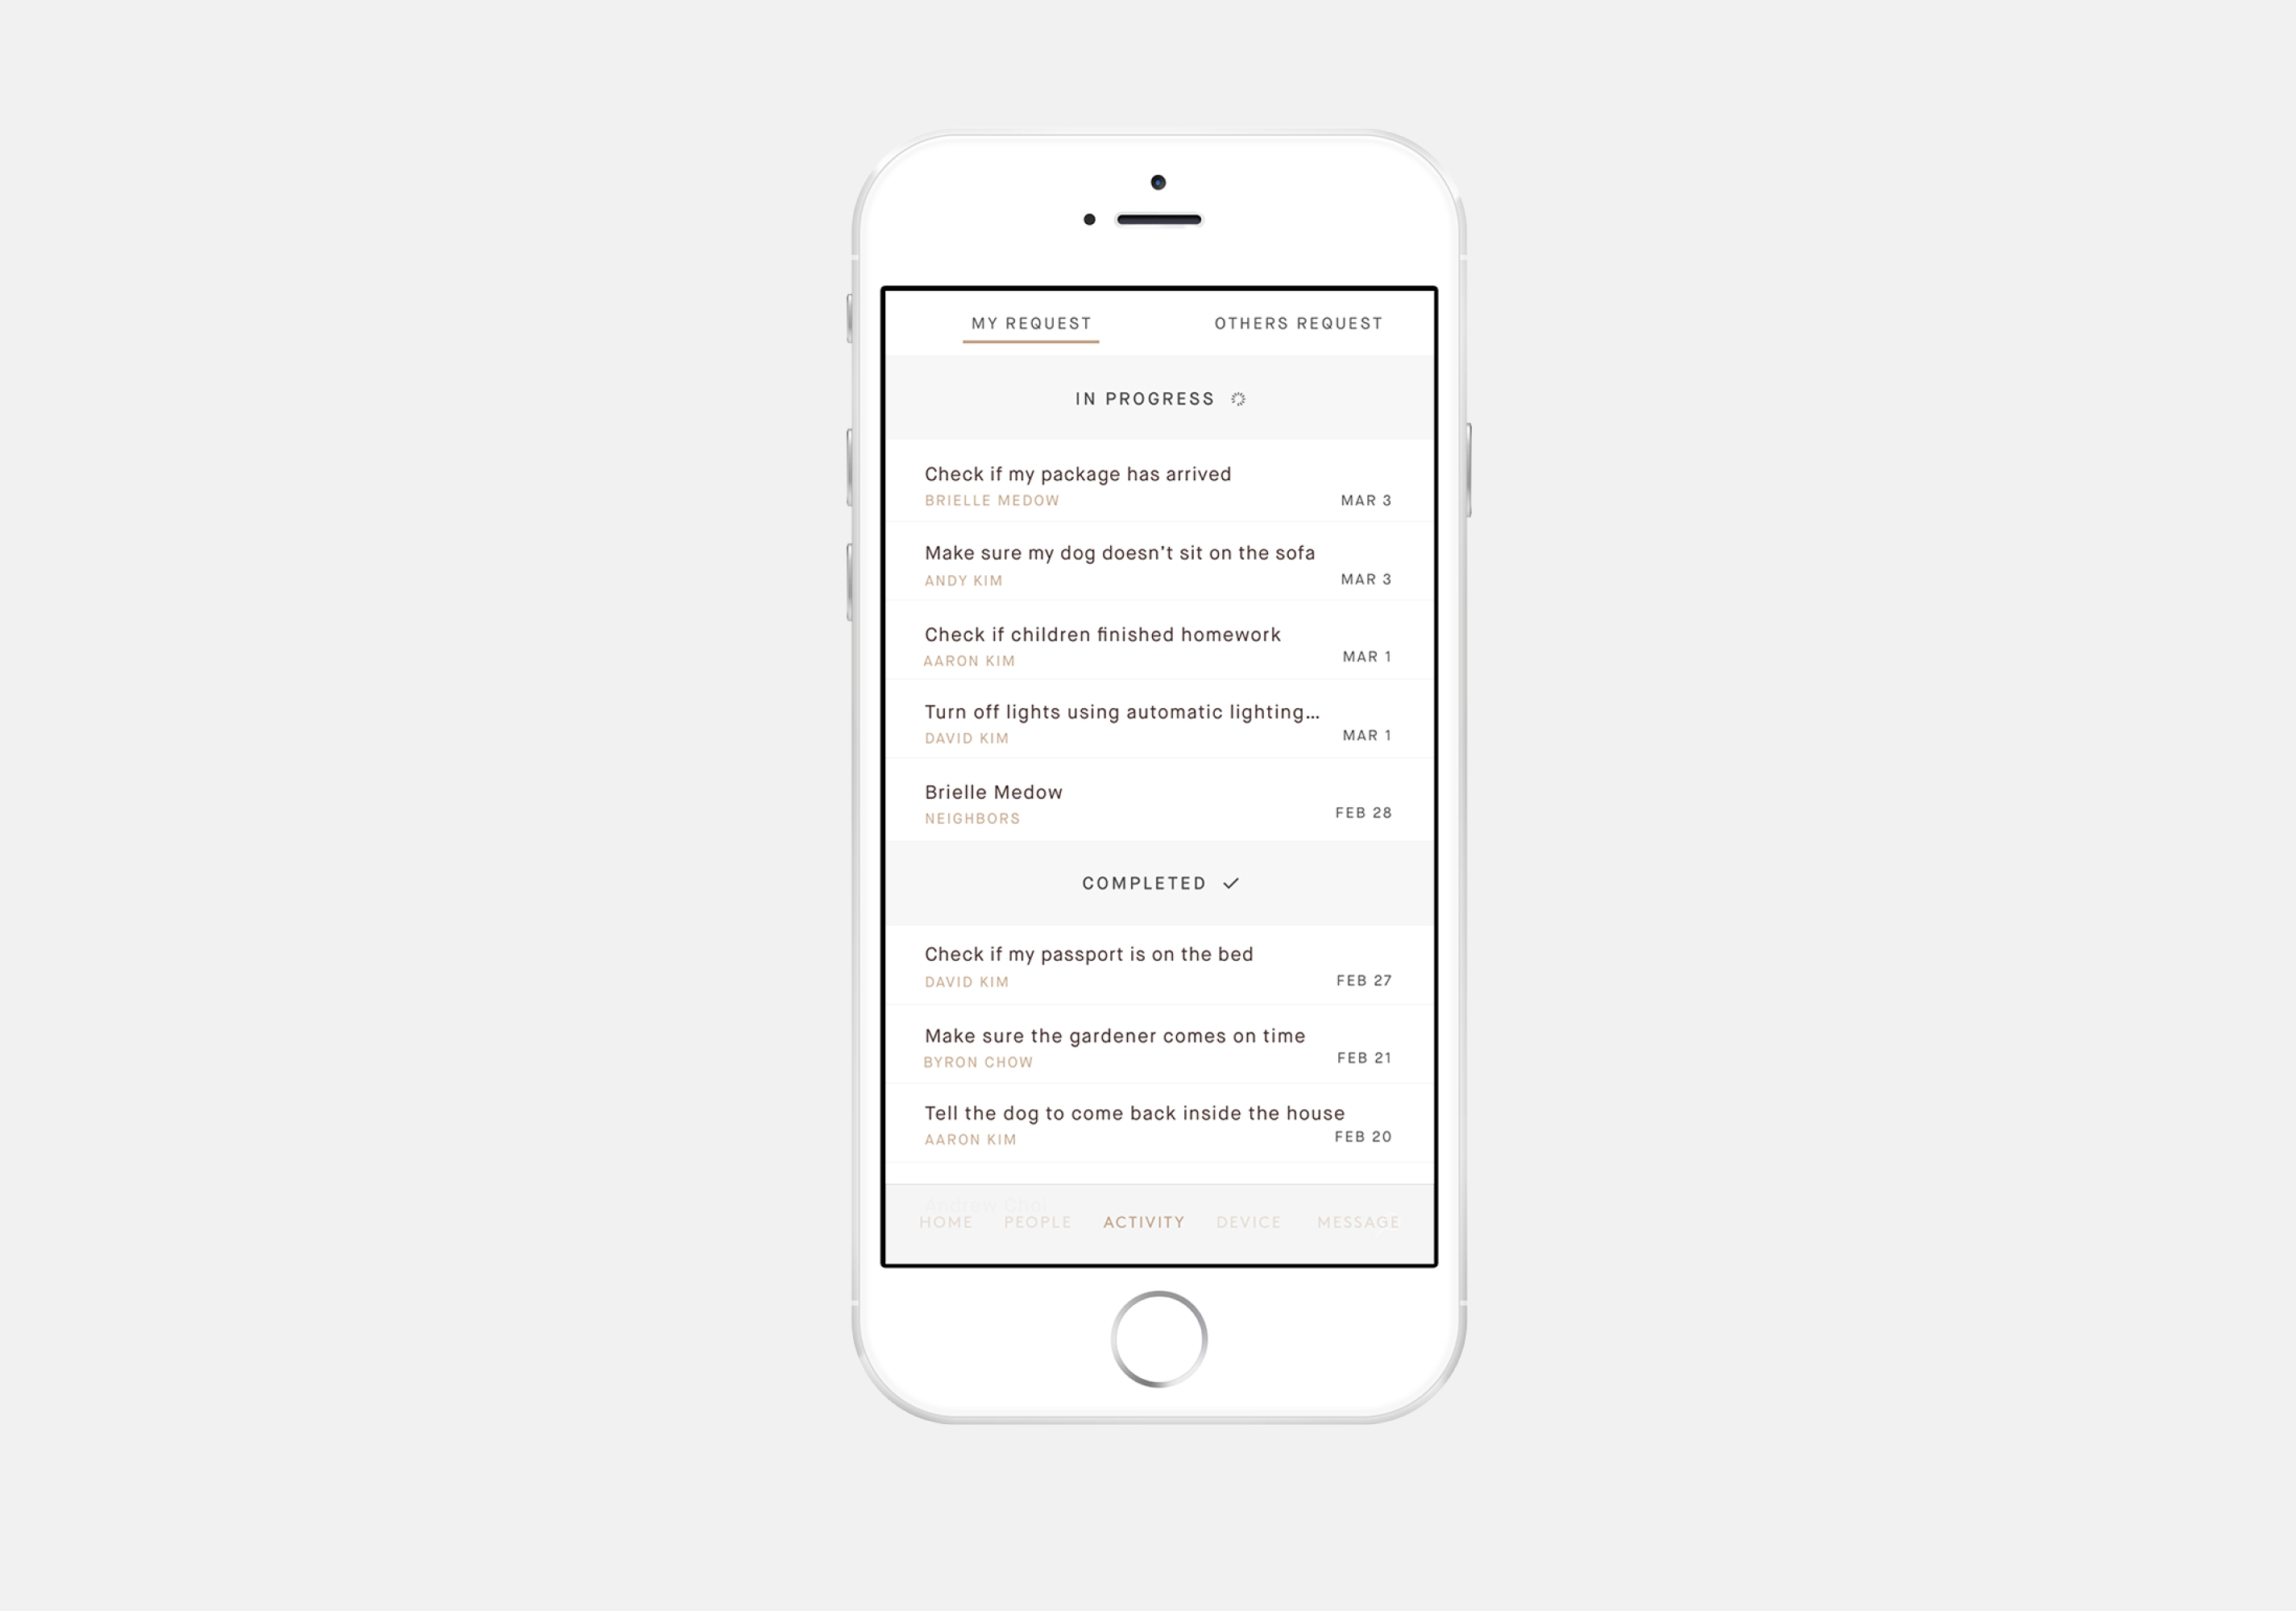 MY REQUEST OTHERS REQUEST
IN PROGRESS
Check if my package has arrived
BRIELLE MEDOW MAR 3
Make sure my dog doesn’t sit on the sofa
ANDY KIM MAR 3
Check if children finished homework
AARON KIM MAR 1
Turn off lights using automatic lighting...
DAVID KIM MAR 1
Brielle Medow
NEIGHBORS FEB 28
COMPLETED
Check if my passport is on the bed
DAVID KIM FEB 27
Make sure the gardener comes on time
BYRON CHOW FEB 21
Tell the dog to come back inside the house
AARON KIM FEB 20
Andrew Choi
HOME PEOPLE ACTIVITY DEVICE MESSAGE